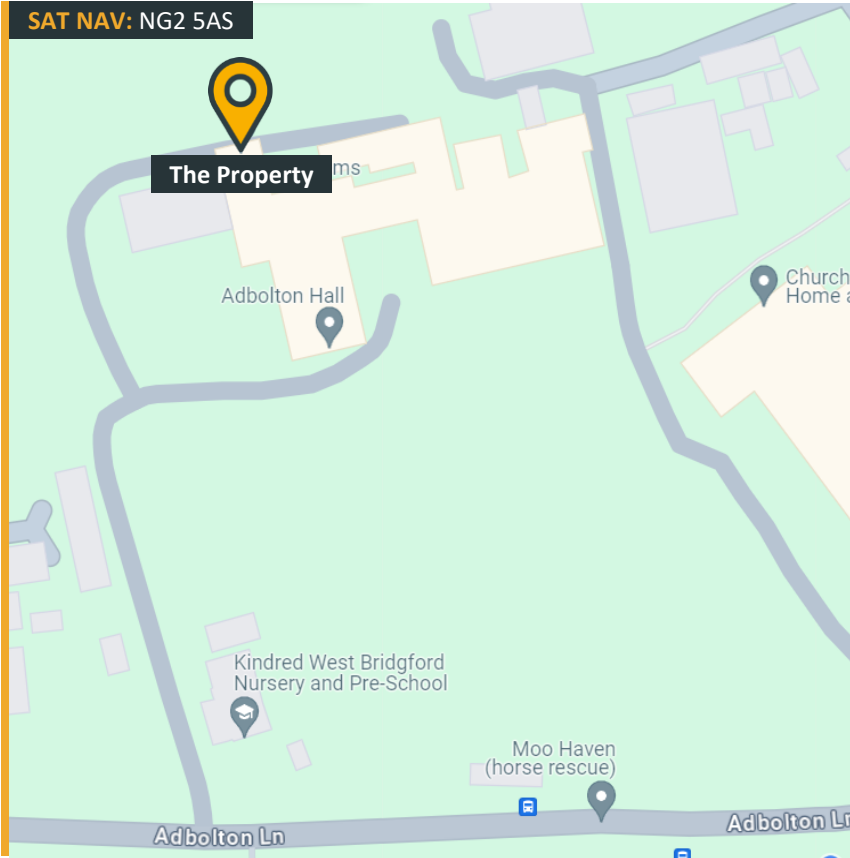 SAT NAV: NG2 5AS
The Property
ms
Adbolton Hall
Church
Home a
Kindred West Bridgford
Nursery and Pre-School
Moo Haven
(horse rescue)
Adbolton Ln
Adbolton Ln